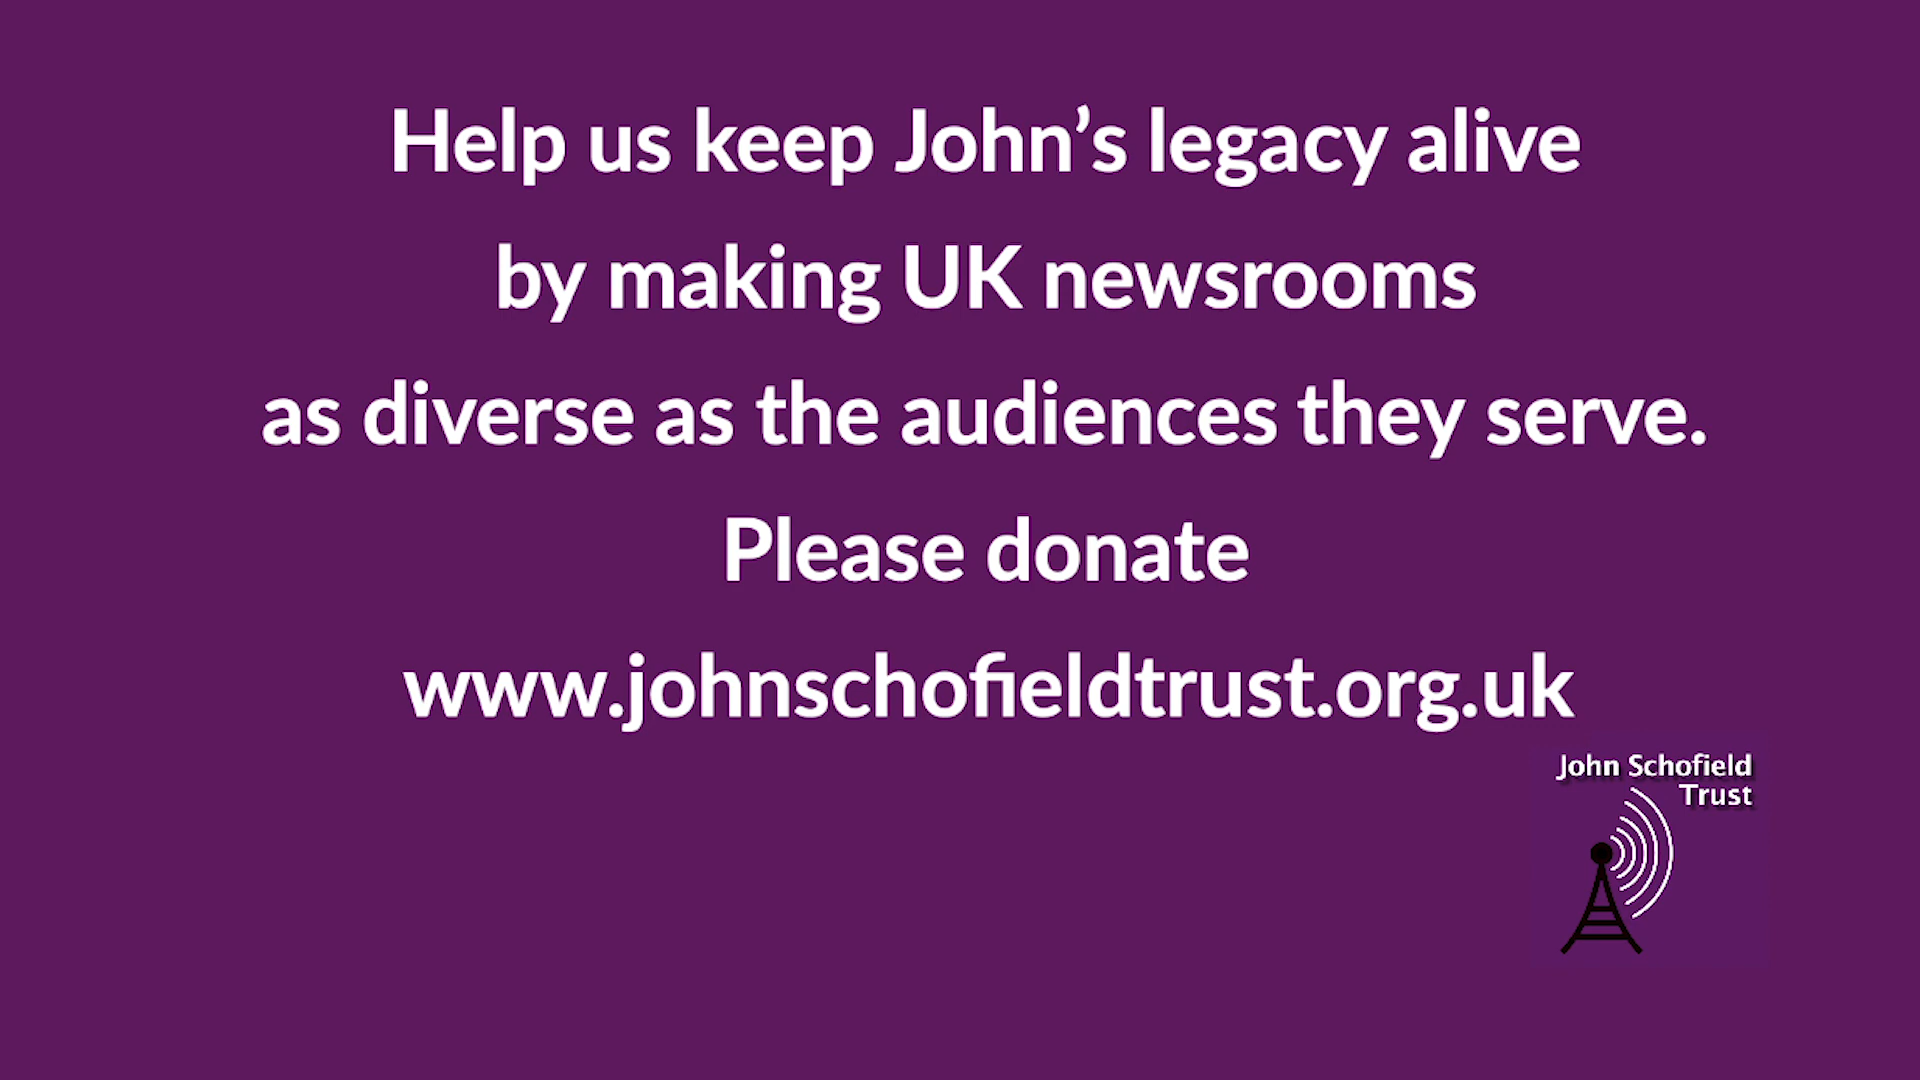 Help us keep John’s legacy alive
by making UK newsrooms
as diverse as the audiences they serve.
Please donate
www.johnschofieldtrust.org.uk
John Schofield
Trust